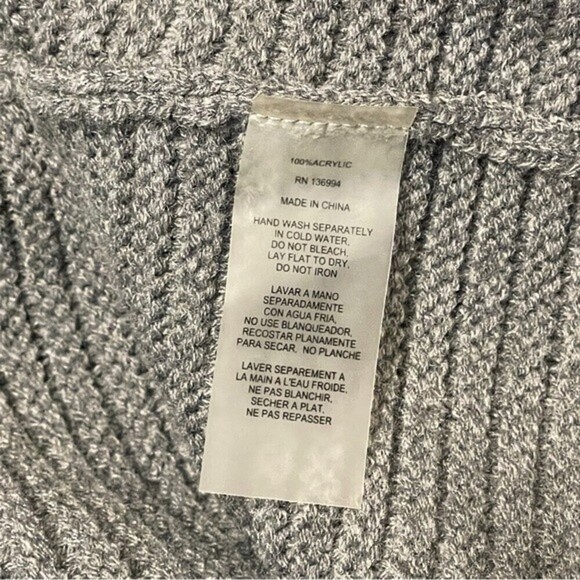 100%ACRYLIC
RN 136994
MADE IN CHINA
HAND WASH SEPARATELY
IN COLD WATER.
DO NOT BLEACH.
LAY FLAT TO DRY,
DO NOT IRON
LAVAR A MANO
SEPARADAMENTE
CON AGUA FRIA,
NO USE BLANQUEADOR,
RECOSTAR PLANAMENTE
PARA SECAR, NO PLANCHE
LAVER SEPAREMENT A
LA MAIN A L'EAU FROIDE.
NE PAS BLANCHIR,
SECHER A PLAT,
NE PAS REPASSER